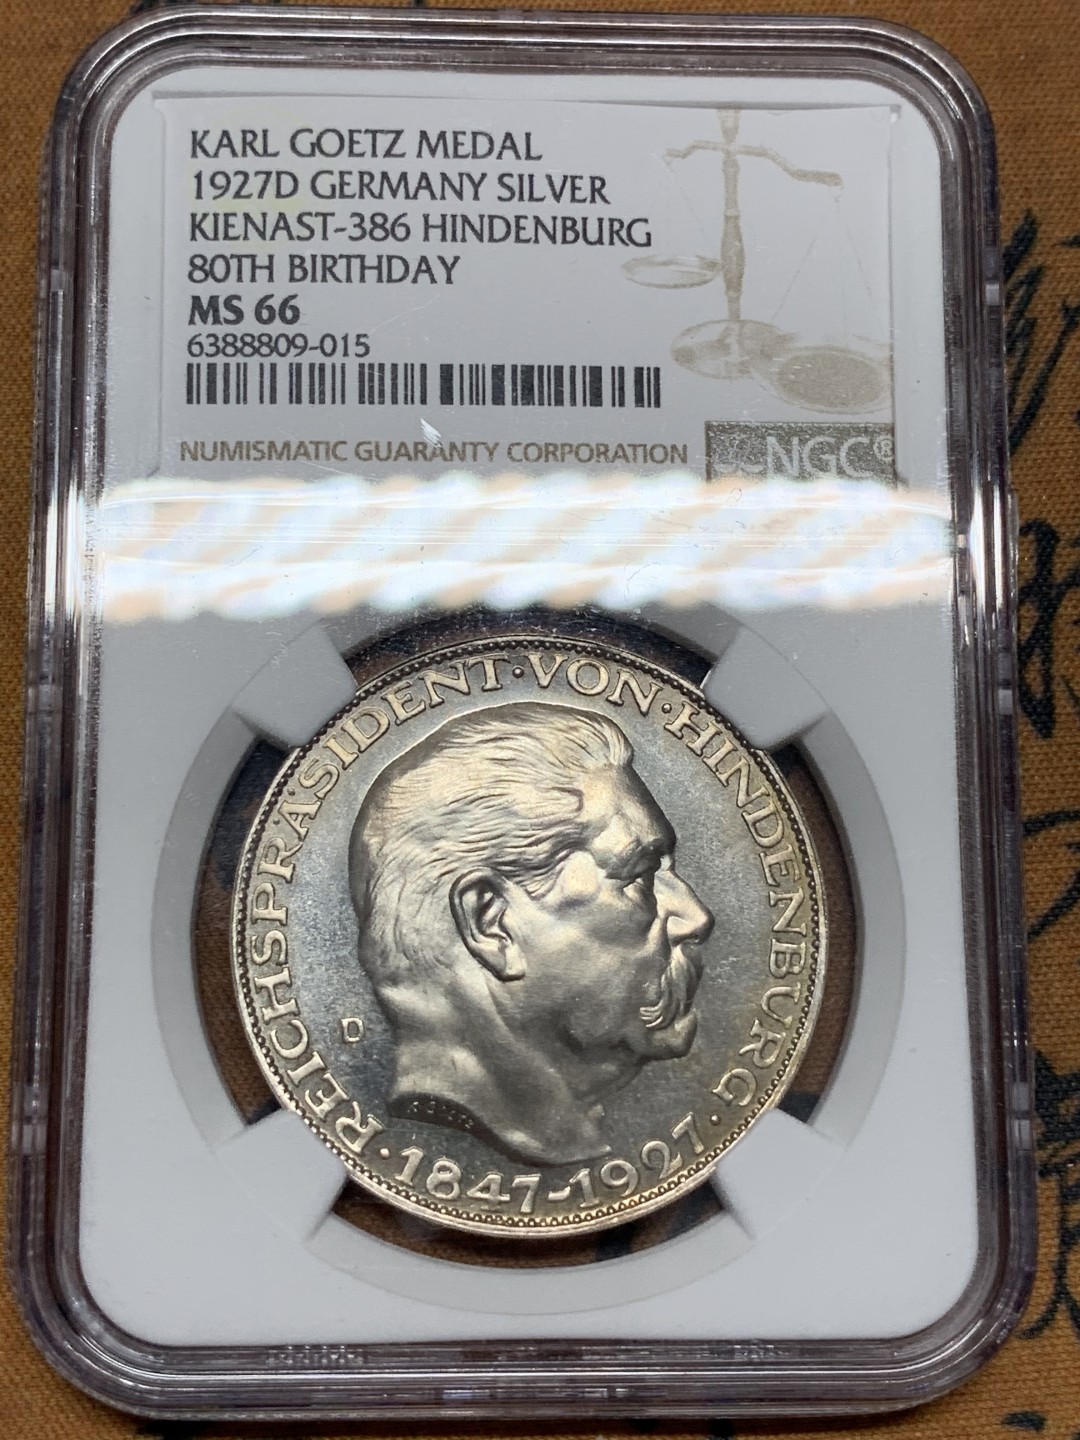 KARL GOETZ MEDAL
1927D GERMANY SILVER
KIENAST-386 HINDENBURG
80TH BIRTHDAY
MS 66
6388809-015
NUMISMATIC GUARANTY CORPORATION
NGC®
REICHSPRÄSIDENT·VON·HINDENBURG·
1847-1927·
D
K·GOETZ